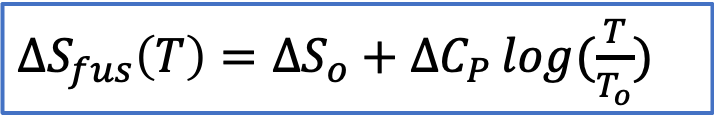 ΔS_fus(T) = ΔS_o + ΔC_P log(T/T_o)